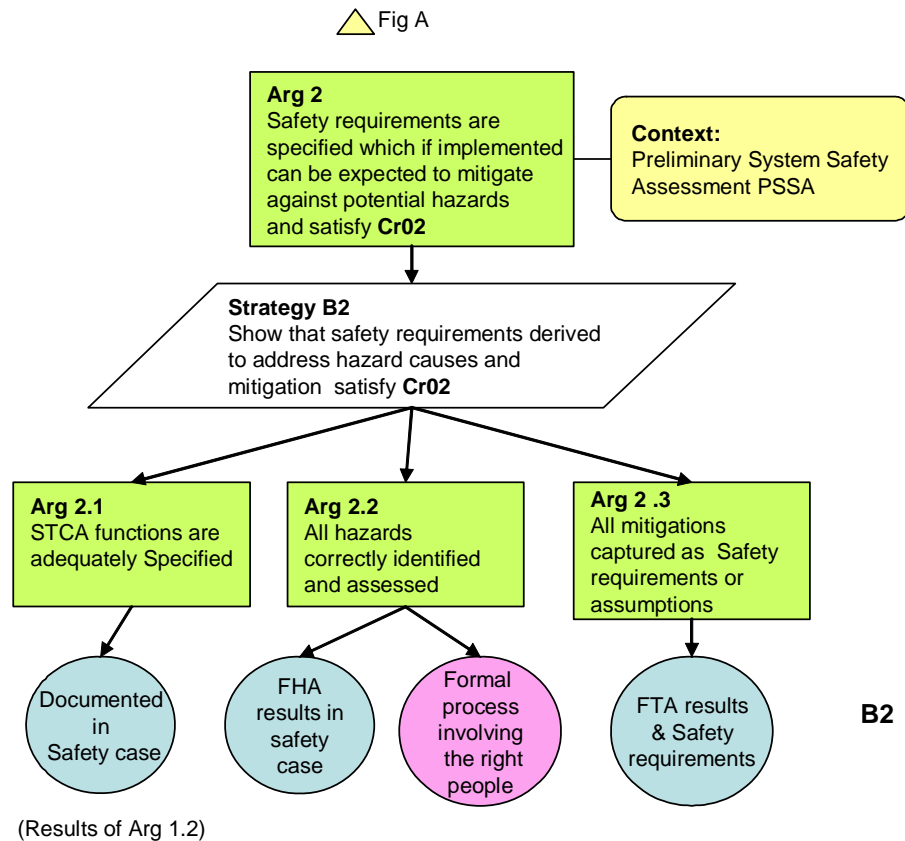 Fig A
Arg 2
Safety requirements are
specified which if implemented
can be expected to mitigate
against potential hazards
and satisfy Cr02
Context:
Preliminary System Safety
Assessment PSSA
Strategy B2
Show that safety requirements derived
to address hazard causes and
mitigation satisfy Cr02
Arg 2.1
STCA functions are
adequately Specified
Arg 2.2
All hazards
correctly identified
and assessed
Arg 2 .3
All mitigations
captured as Safety
requirements or
assumptions
Documented
in
Safety case
FHA
results in
safety
case
Formal
process
involving
the right
people
FTA results
& Safety
requirements
B2
(Results of Arg 1.2)